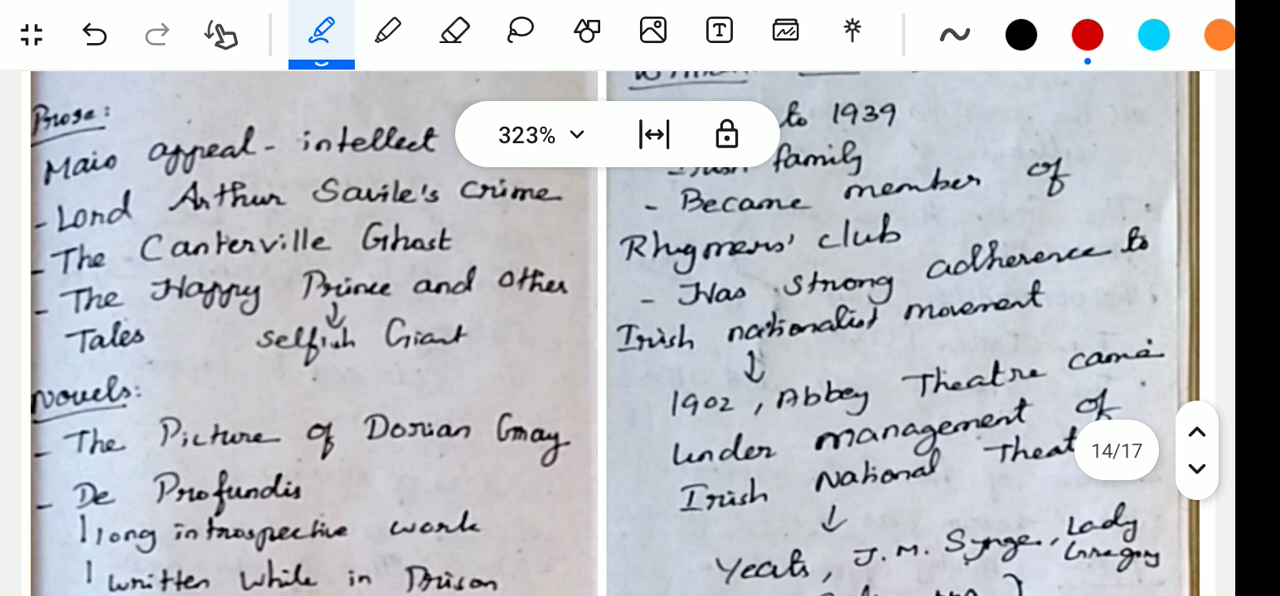 323%
Prose:
Main appeal - intellect
- Lord Arthur Savile's Crime
- The Canterville Ghost
- The Happy Prince and other
Tales selfish Giant
Novels:
- The Picture of Dorian Gray
- De Profundis
long introspective work
written while in Prison
to 1939
family
- Became member of
Rhymers' club
- Has strong adherence to
Irish nationalist movement
1902, Abbey Theatre came
under management of
Irish National Theat
Yeats, J. M. Synge, Lady
Gregory
14/17